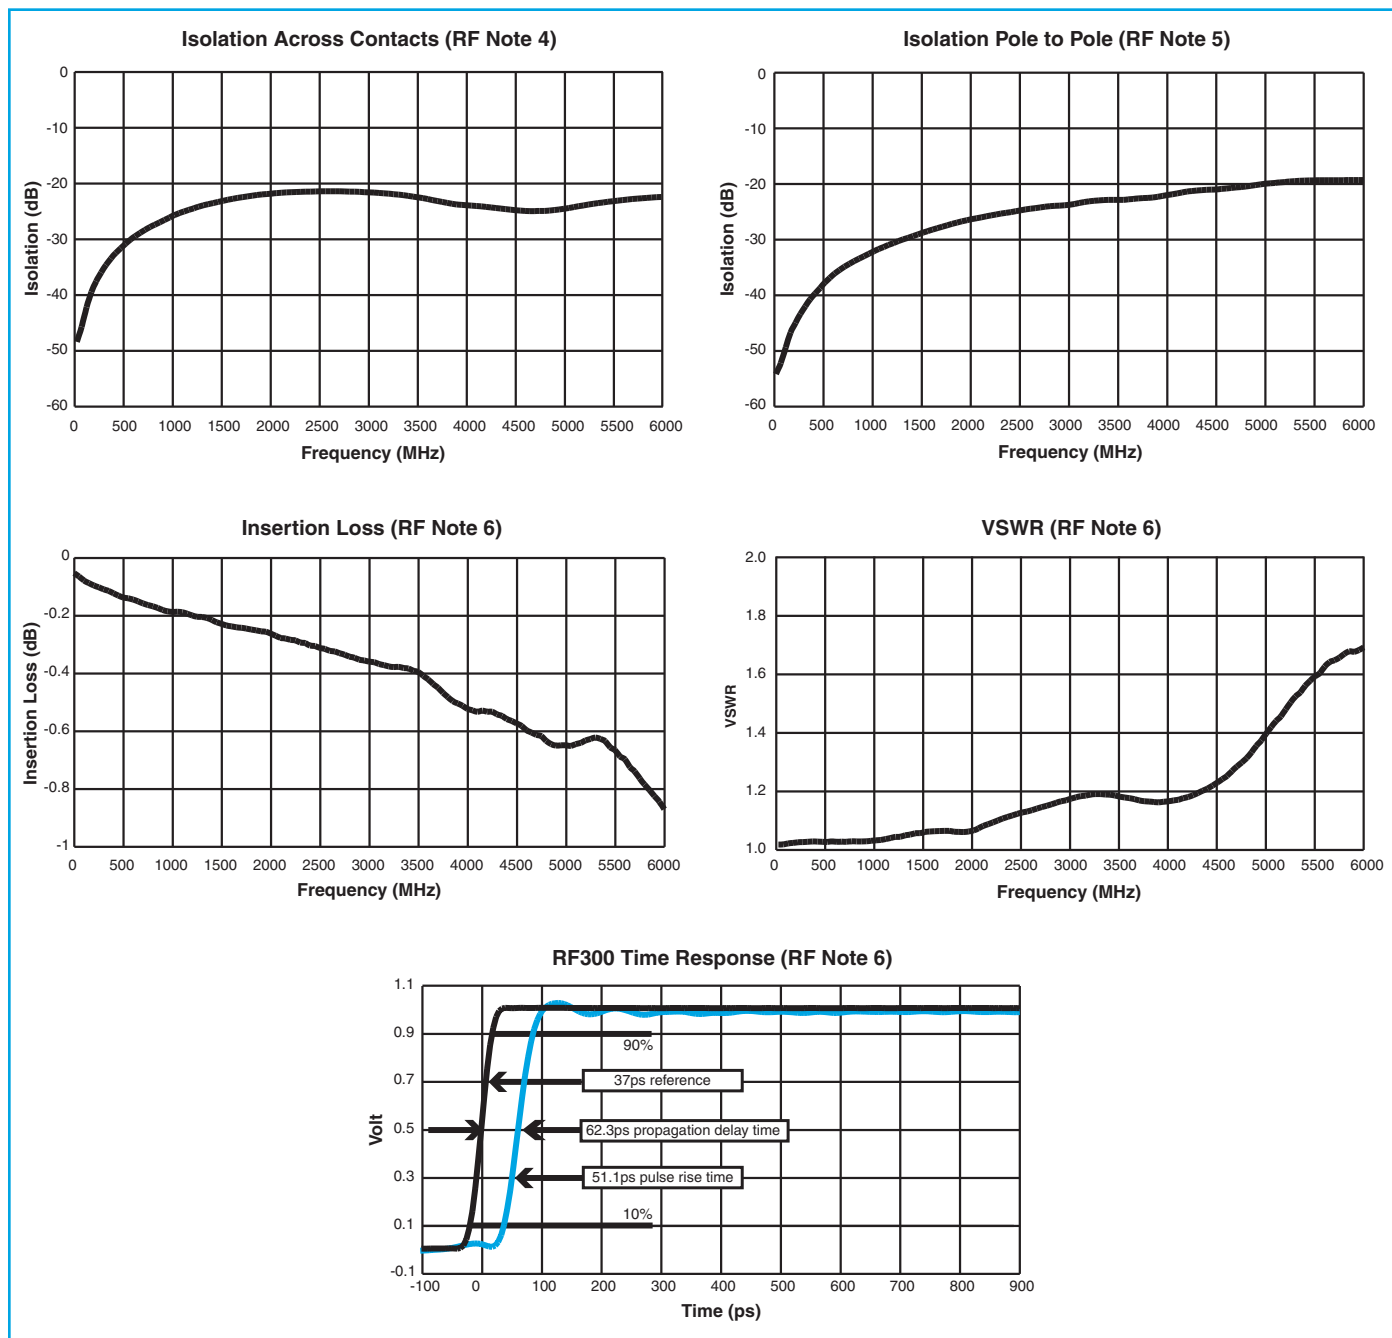 Isolation Across Contacts (RF Note 4)
0
-10
-20
-30
-40
-50
-60
Isolation (dB)
0 500 1000 1500 2000 2500 3000 3500 4000 4500 5000 5500 6000
Frequency (MHz)
Isolation Pole to Pole (RF Note 5)
0
-10
-20
-30
-40
-50
-60
Isolation (dB)
0 500 1000 1500 2000 2500 3000 3500 4000 4500 5000 5500 6000
Frequency (MHz)
Insertion Loss (RF Note 6)
0
-0.2
-0.4
-0.6
-0.8
-1
Insertion Loss (dB)
0 500 1000 1500 2000 2500 3000 3500 4000 4500 5000 5500 6000
Frequency (MHz)
VSWR (RF Note 6)
2.0
1.8
1.6
1.4
1.2
1.0
VSWR
0 500 1000 1500 2000 2500 3000 3500 4000 4500 5000 5500 6000
Frequency (MHz)
RF300 Time Response (RF Note 6)
1.1
0.9
0.7
0.5
0.3
0.1
-0.1
Volt
90%
37ps reference
62.3ps propagation delay time
51.1ps pulse rise time
10%
-100 0 100 200 300 400 500 600 700 800 900
Time (ps)